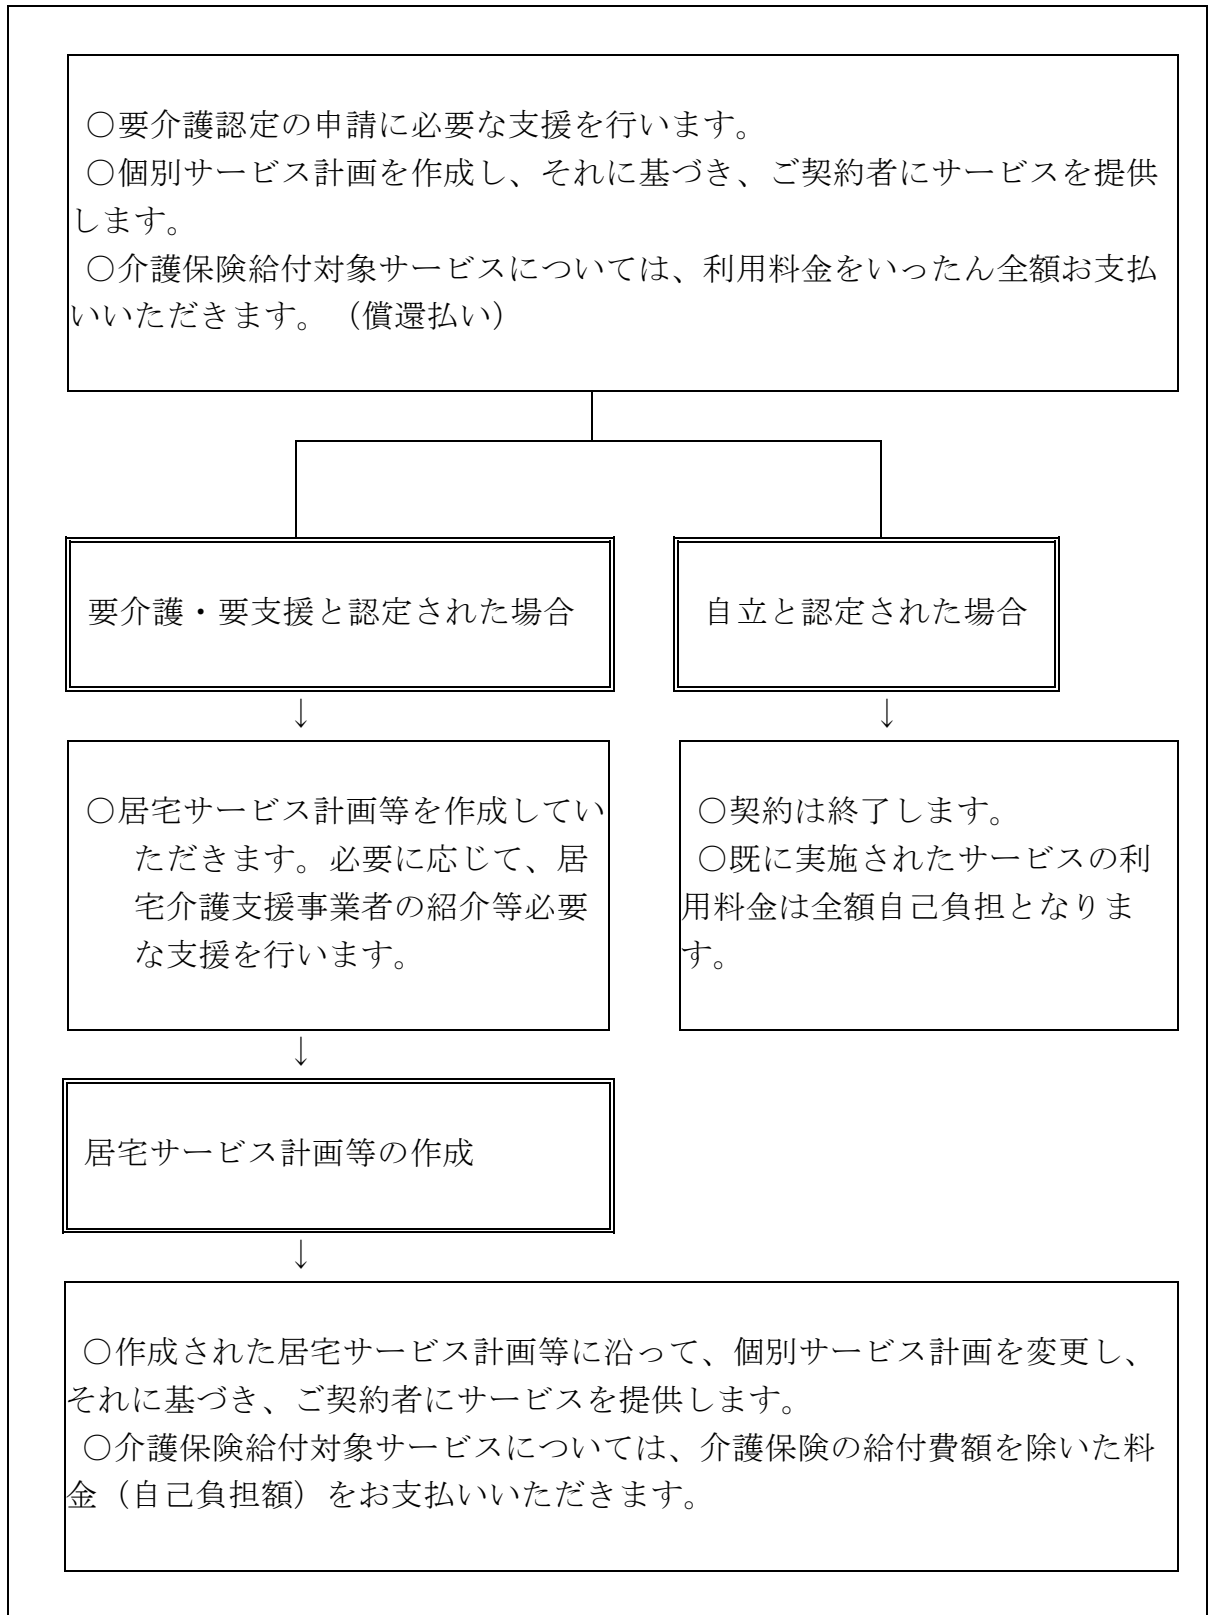 ○要介護認定の申請に必要な支援を行います。
○個別サービス計画を作成し、それに基づき、ご契約者にサービスを提供
します。
○介護保険給付対象サービスについては、利用料金をいったん全額お支払
いいただきます。（償還払い）
要介護・要支援と認定された場合
自立と認定された場合
↓
↓
○居宅サービス計画等を作成してい
ただきます。必要に応じて、居
宅介護支援事業者の紹介等必要
な支援を行います。
○契約は終了します。
○既に実施されたサービスの利
用料金は全額自己負担となりま
す。
↓
居宅サービス計画等の作成
↓
○作成された居宅サービス計画等に沿って、個別サービス計画を変更し、
それに基づき、ご契約者にサービスを提供します。
○介護保険給付対象サービスについては、介護保険の給付費額を除いた料
金（自己負担額）をお支払いいただきます。